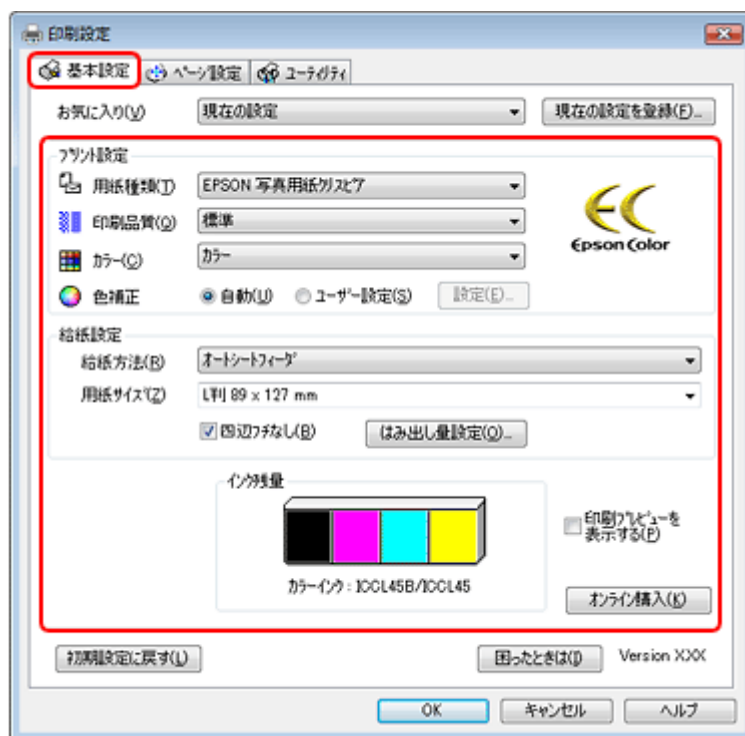 印刷設定
基本設定 ページ設定 ユーティリティ
お気に入り(V) 現在の設定 現在の設定を登録(F)...
プリント設定
用紙種類(T) EPSON 写真用紙クリスピア
印刷品質(Q) 標準
カラー(C) カラー
EC
Epson Color
色補正 自動(U) ユーザー設定(S) 設定(E)...
給紙設定
給紙方法(R) オートシートフィーダ
用紙サイズ(Z) L判 89 x 127 mm
四辺フチなし(B) はみ出し量設定(O)...
インク残量
カラーインク : ICCL45B/ICCL45
印刷プレビューを
表示する(P)
オンライン購入(K)
初期設定に戻す(L) 困ったときは(I) Version XXX
OK キャンセル ヘルプ